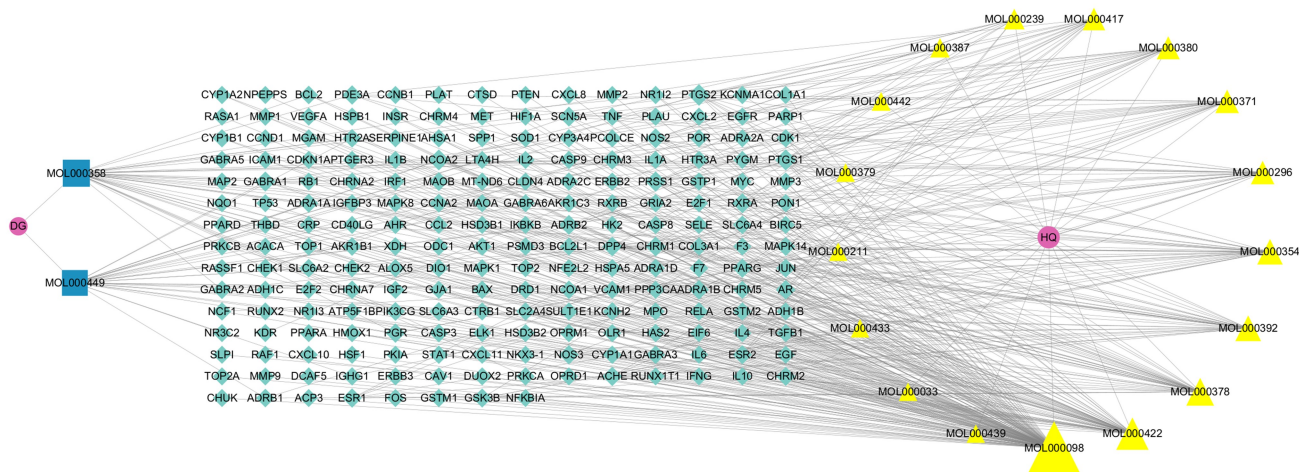 MOL000239 MOL000417
MOL000387 MOL000380
CYP1A2 NPEPPS BCL2 PDE3A CCNB1 PLAT CTSD PTEN CXCL8 MMP2 NR1I2 PTGS2 KCNMA1 COL1A1
MOL000442 MOL000371
RASA1 MMP1 VEGFA HSPB1 INSR CHRM4 MET HIF1A SCN5A TNF PLAU CXCL2 EGFR PARP1
CYP1B1 CCND1 MGAM HTR2A SERPINE1 AHSA1 SPP1 SOD1 CYP3A4 PCOLCE NOS2 POR ADRA2A CDK1
GABRA5 ICAM1 CDKN1A PTGER3 IL1B NCOA2 LTA4H IL2 CASP9 CHRM3 IL1A HTR3A PYGM PTGS1
MOL000358 MOL000379 MOL000296
MAP2 GABRA1 RB1 CHRNA2 IRF1 MAOB MT-ND6 CLDN4 ADRA2C ERBB2 PRSS1 GSTP1 MYC MMP3
NQO1 TP53 ADRA1A IGFBP3 MAPK8 CCNA2 MAOA GABRA6 AKR1C3 RXRB GRIA2 E2F1 RXRA PON1
DG PPARD THBD CRP CD40LG AHR CCL2 HSD3B1 IKBKB ADRB2 HK2 CASP8 SELE SLC6A4 BIRC5
HQ
PRKCB ACACA TOP1 AKR1B1 XDH ODC1 AKT1 PSMD3 BCL2L1 DPP4 CHRM1 COL3A1 F3 MAPK14
MOL000211 MOL000354
RASSF1 CHEK1 SLC6A2 CHEK2 ALOX5 DIO1 MAPK1 TOP2 NFE2L2 HSPA5 ADRA1D F7 PPARG JUN
MOL000449
GABRA2 ADH1C E2F2 CHRNA7 IGF2 GJA1 BAX DRD1 NCOA1 VCAM1 PPP3CA ADRA1B CHRM5 AR
NCF1 RUNX2 NR1I3 ATP5F1B PIK3CG SLC6A3 CTRB1 SLC2A4 SULT1E1 KCNH2 MPO RELA GSTM2 ADH1B
MOL000433 MOL000392
NR3C2 KDR PPARA HMOX1 PGR CASP3 ELK1 HSD3B2 OPRM1 OLR1 HAS2 EIF6 IL4 TGFB1
SLPI RAF1 CXCL10 HSF1 PKIA STAT1 CXCL11 NKX3-1 NOS3 CYP1A1 GABRA3 IL6 ESR2 EGF
TOP2A MMP9 DCAF5 IGHG1 ERBB3 CAV1 DUOX2 PRKCA OPRD1 ACHE RUNX1T1 IFNG IL10 CHRM2
MOL000033 MOL000378
CHUK ADRB1 ACP3 ESR1 FOS GSTM1 GSK3B NFKBIA
MOL000439 MOL000422
MOL000098